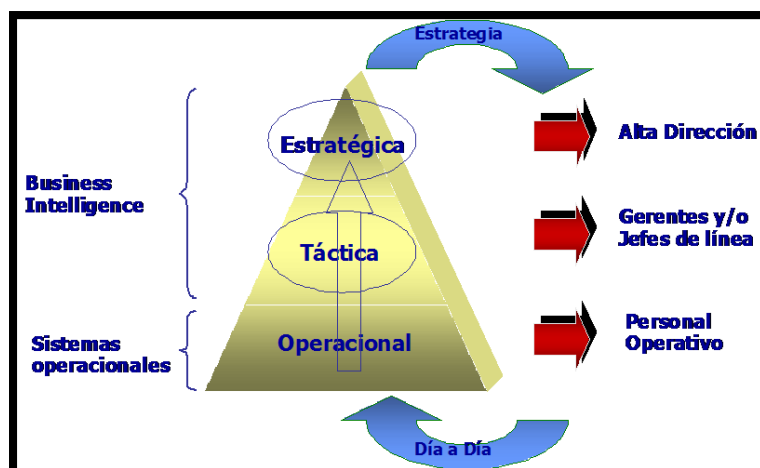 Estrategia
Estratégica
Alta Dirección
Business
Intelligence
Táctica
Gerentes y/o
Jefes de línea
Sistemas
operacionales
Operacional
Personal
Operativo
Día a Día